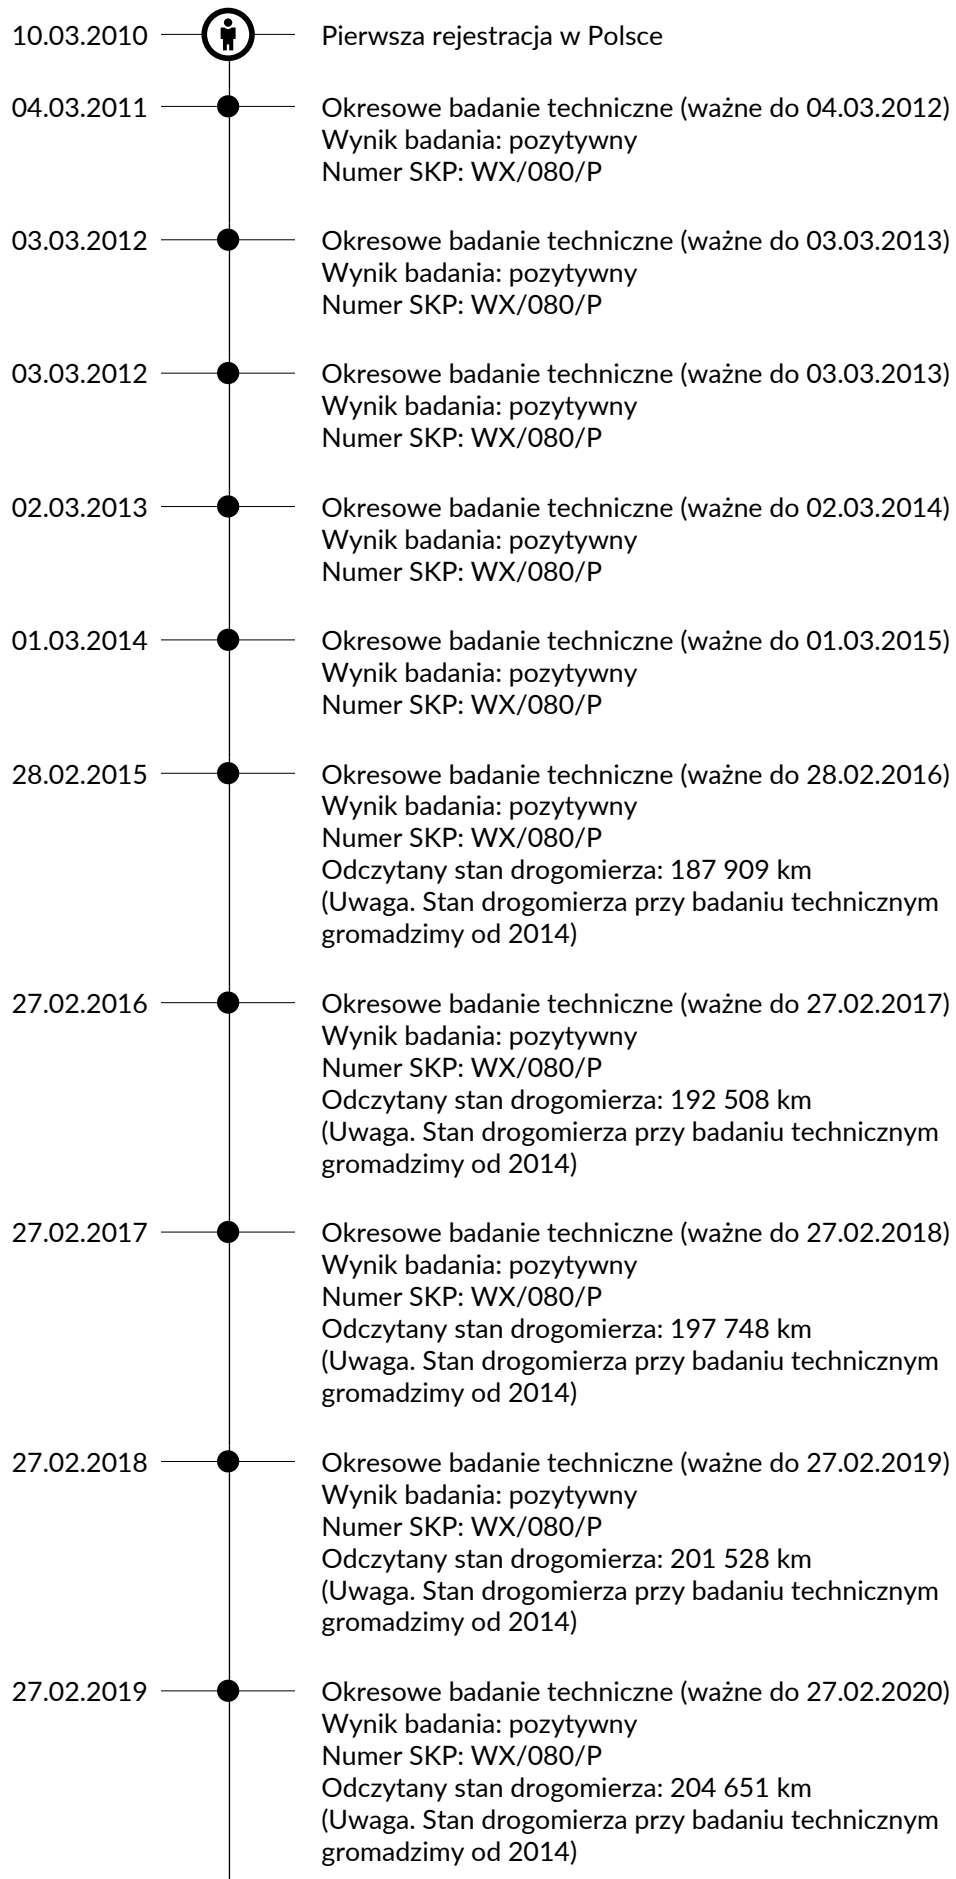 10.03.2010 Pierwsza rejestracja w Polsce
04.03.2011 Okresowe badanie techniczne (ważne do 04.03.2012)
Wynik badania: pozytywny
Numer SKP: WX/080/P
03.03.2012 Okresowe badanie techniczne (ważne do 03.03.2013)
Wynik badania: pozytywny
Numer SKP: WX/080/P
03.03.2012 Okresowe badanie techniczne (ważne do 03.03.2013)
Wynik badania: pozytywny
Numer SKP: WX/080/P
02.03.2013 Okresowe badanie techniczne (ważne do 02.03.2014)
Wynik badania: pozytywny
Numer SKP: WX/080/P
01.03.2014 Okresowe badanie techniczne (ważne do 01.03.2015)
Wynik badania: pozytywny
Numer SKP: WX/080/P
28.02.2015 Okresowe badanie techniczne (ważne do 28.02.2016)
Wynik badania: pozytywny
Numer SKP: WX/080/P
Odczytany stan drogomierza: 187 909 km
(Uwaga. Stan drogomierza przy badaniu technicznym
gromadzimy od 2014)
27.02.2016 Okresowe badanie techniczne (ważne do 27.02.2017)
Wynik badania: pozytywny
Numer SKP: WX/080/P
Odczytany stan drogomierza: 192 508 km
(Uwaga. Stan drogomierza przy badaniu technicznym
gromadzimy od 2014)
27.02.2017 Okresowe badanie techniczne (ważne do 27.02.2018)
Wynik badania: pozytywny
Numer SKP: WX/080/P
Odczytany stan drogomierza: 197 748 km
(Uwaga. Stan drogomierza przy badaniu technicznym
gromadzimy od 2014)
27.02.2018 Okresowe badanie techniczne (ważne do 27.02.2019)
Wynik badania: pozytywny
Numer SKP: WX/080/P
Odczytany stan drogomierza: 201 528 km
(Uwaga. Stan drogomierza przy badaniu technicznym
gromadzimy od 2014)
27.02.2019 Okresowe badanie techniczne (ważne do 27.02.2020)
Wynik badania: pozytywny
Numer SKP: WX/080/P
Odczytany stan drogomierza: 204 651 km
(Uwaga. Stan drogomierza przy badaniu technicznym
gromadzimy od 2014)